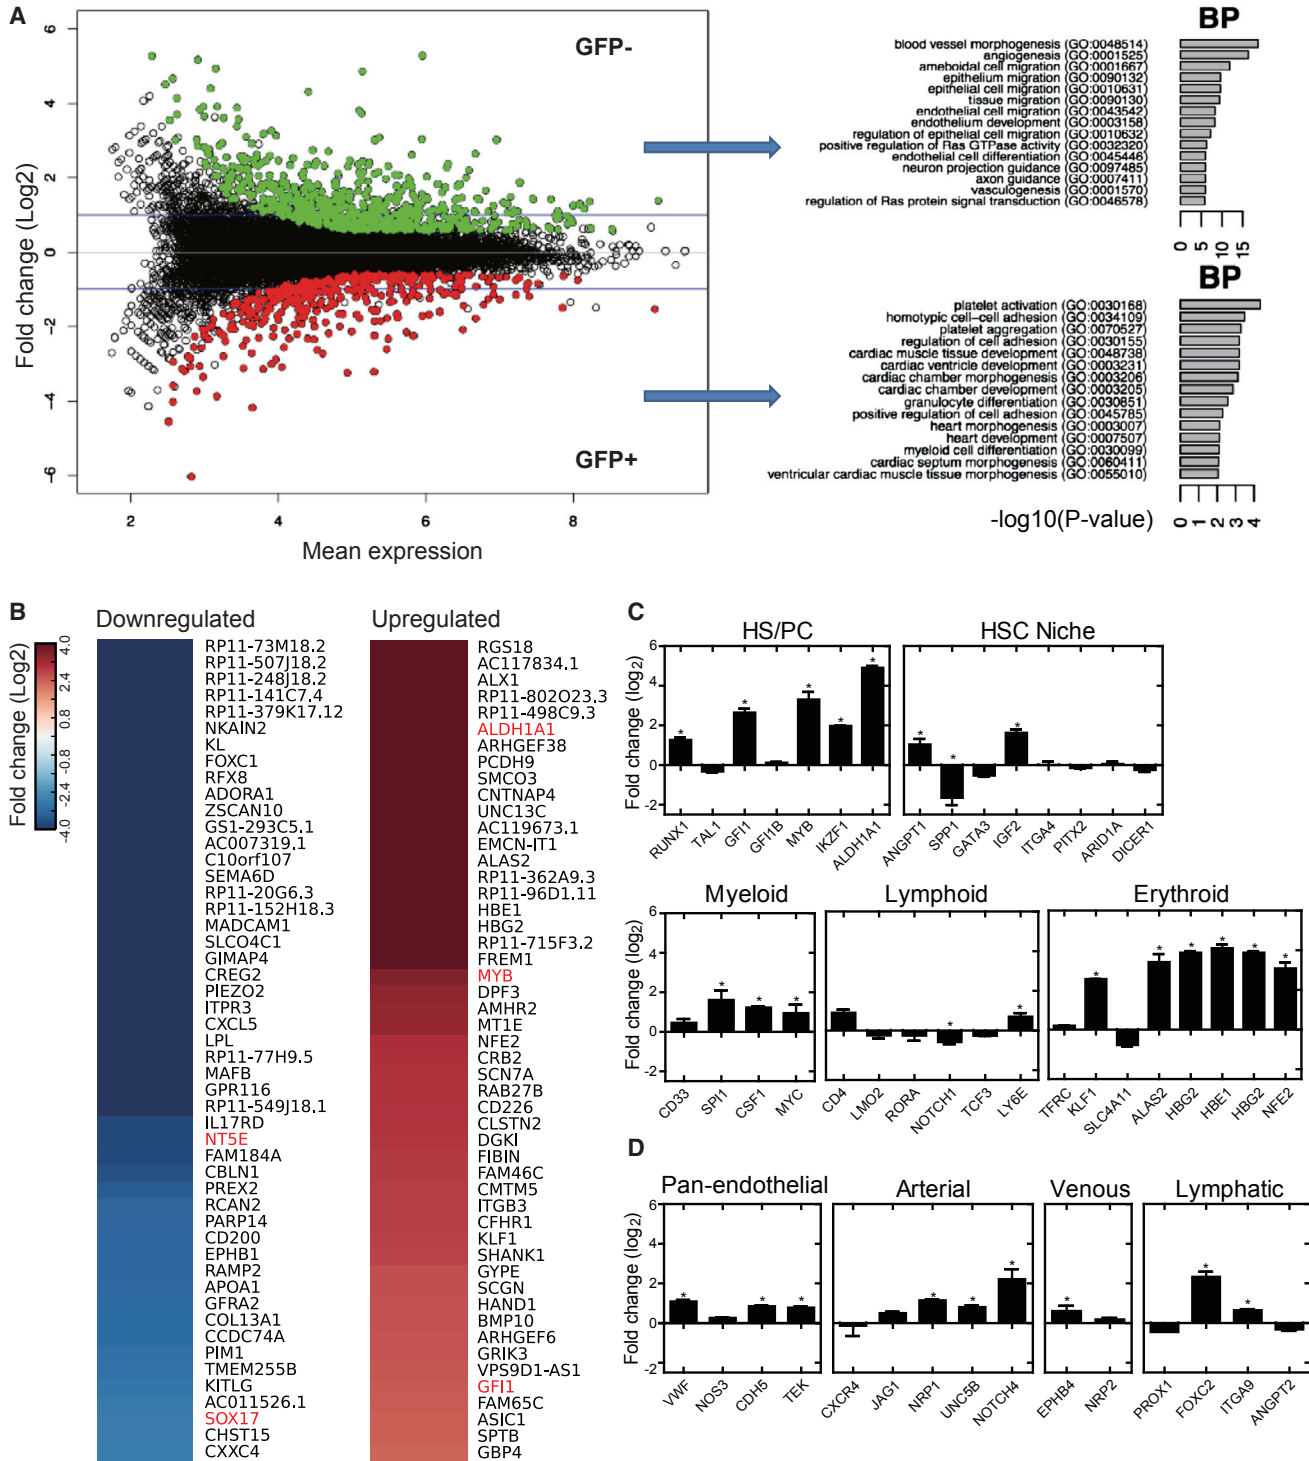 A
GFP-
GFP+
Fold change (Log2)
6
4
2
0
-2
-4
-6
2
4
6
8
Mean expression
BP
blood vessel morphogenesis (GO:0048514)
angiogenesis (GO:0001525)
ameboidal cell migration (GO:0001667)
epithelium migration (GO:0090132)
epithelial cell migration (GO:0010631)
tissue migration (GO:0090130)
endothelial cell migration (GO:0043542)
endothelium development (GO:0003158)
regulation of epithelial cell migration (GO:0010632)
positive regulation of Ras GTPase activity (GO:0032320)
endothelial cell differentiation (GO:0045446)
neuron projection guidance (GO:0097485)
axon guidance (GO:0007411)
vasculogenesis (GO:0001570)
regulation of Ras protein signal transduction (GO:0046578)
0 5 10 15
BP
platelet activation (GO:0030168)
homotypic cell-cell adhesion (GO:0034109)
platelet aggregation (GO:0070527)
regulation of cell adhesion (GO:0030155)
cardiac muscle tissue development (GO:0048738)
cardiac ventricle development (GO:0003231)
cardiac chamber morphogenesis (GO:0003206)
cardiac chamber development (GO:0003205)
granulocyte differentiation (GO:0030851)
positive regulation of cell adhesion (GO:0045785)
heart morphogenesis (GO:0003007)
heart development (GO:0007507)
myeloid cell differentiation (GO:0030099)
cardiac septum morphogenesis (GO:0060411)
ventricular cardiac muscle tissue morphogenesis (GO:0055010)
0 1 2 3 4
-log10(P-value)
B
Fold change (Log2)
4.0
2.4
0.8
-0.8
-2.4
-4.0
Downregulated
RP11-73M18.2
RP11-507J18.2
RP11-248J18.2
RP11-141C7.4
RP11-379K17.12
NKAIN2
KL
FOXC1
RFX8
ADORA1
ZSCAN10
GS1-293C5.1
AC007319.1
C10orf107
SEMA6D
RP11-20G6.3
RP11-152H18.3
MADCAM1
SLCO4C1
GIMAP4
CREG2
PIEZO2
ITPR3
CXCL5
LPL
RP11-77H9.5
MAFB
GPR116
RP11-549J18.1
IL17RD
NT5E
FAM184A
CBLN1
PREX2
RCAN2
PARP14
CD200
EPHB1
RAMP2
APOA1
GFRA2
COL13A1
CCDC74A
PIM1
TMEM255B
KITLG
AC011526.1
SOX17
CHST15
CXXC4
Upregulated
RGS18
AC117834.1
ALX1
RP11-802O23.3
RP11-498C9.3
ALDH1A1
ARHGEF38
PCDH9
SMCO3
CNTNAP4
UNC13C
AC119673.1
EMCN-IT1
ALAS2
RP11-362A9.3
RP11-96D1.11
HBE1
HBG2
RP11-715F3.2
FREM1
MYB
DPF3
AMHR2
MT1E
NFE2
CRB2
SCN7A
RAB27B
CD226
CLSTN2
DGKI
FIBIN
FAM46C
CMTM5
ITGB3
CFHR1
KLF1
SHANK1
GYPE
SCGN
HAND1
BMP10
ARHGEF6
GRIK3
VPS9D1-AS1
GFI1
FAM65C
ASIC1
SPTB
GBP4
C
HS/PC
Fold change (log2)
6
4
2
0
-2
* * * * *
RUNX1 TAL1 GFI1 GFI1B MYB IKZF1 ALDH1A1
HSC Niche
* * *
ANGPT1 SPP1 GATA3 IGF2 ITGA4 PITX2 ARID1A DICER1
Myeloid
Fold change (log2)
6
4
2
0
-2
* * *
CD33 SPI1 CSF1 MYC
Lymphoid
* *
CD4 LMO2 RORA NOTCH1 TCF3 LY6E
Erythroid
* * * * * *
TFRC KLF1 SLC4A11 ALAS2 HBG2 HBE1 HBG2 NFE2
D
Pan-endothelial
Fold change (log2)
6
4
2
0
-2
* * *
VWF NOS3 CDH5 TEK
Arterial
* * *
CXCR4 JAG1 NRP1 UNC5B NOTCH4
Venous
*
EPHB4 NRP2
Lymphatic
* *
PROX1 FOXC2 ITGA9 ANGPT2